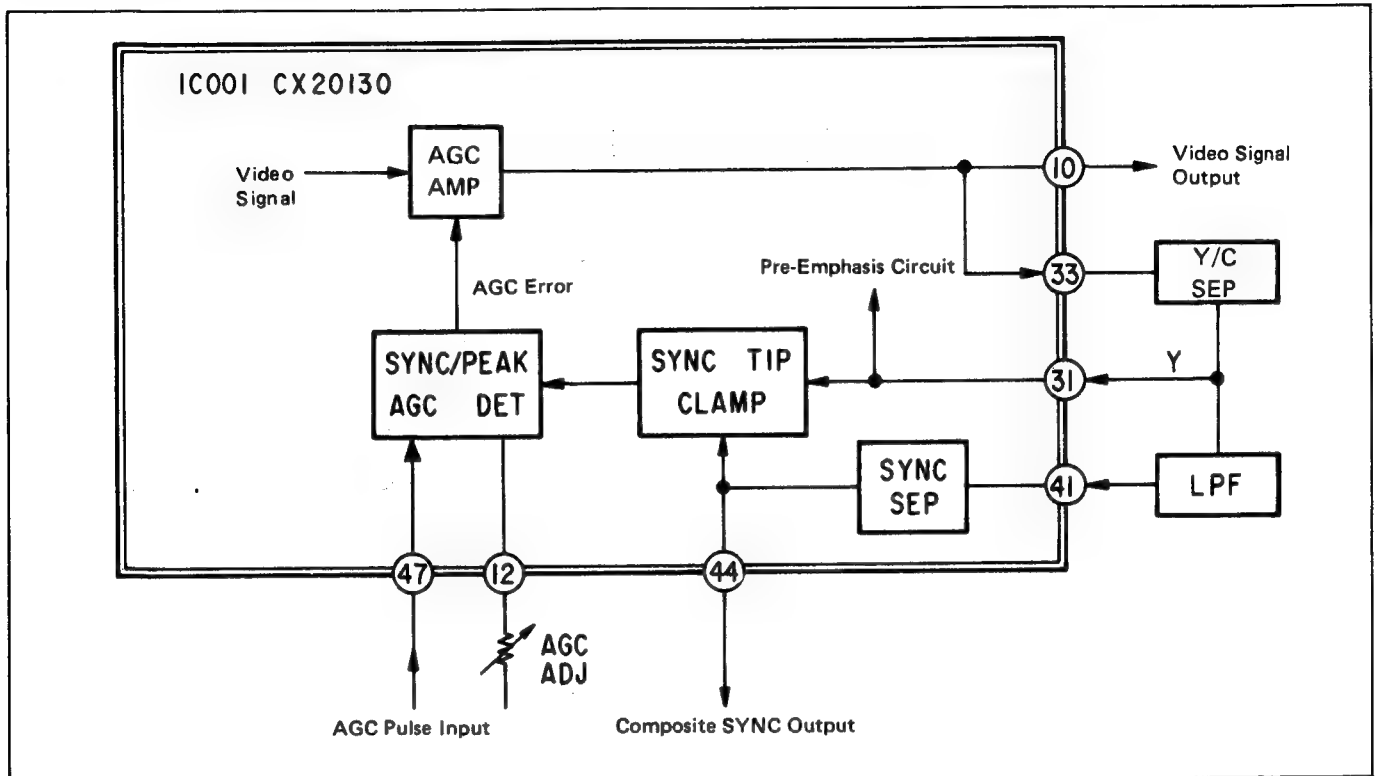 IC001 CX20130
Video
Signal
AGC
AMP
10
Video Signal
Output
Pre-Emphasis Circuit
33
Y/C
SEP
AGC Error
SYNC/PEAK
AGC DET
SYNC TIP
CLAMP
31
Y
SYNC
SEP
41
LPF
47
12
44
AGC
ADJ
AGC Pulse Input
Composite SYNC Output